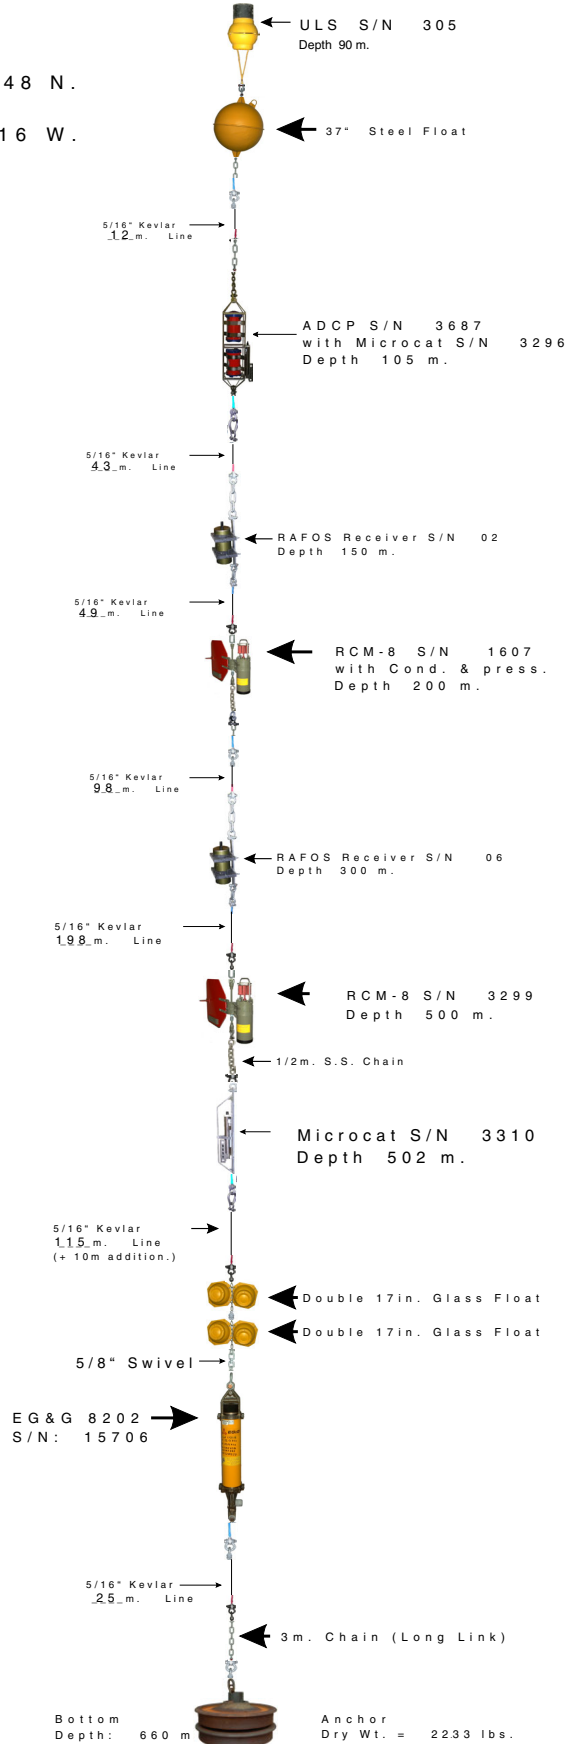 ULS S/N 305
Depth 90 m.
48 N.
16 W.
37" Steel Float
5/16" Kevlar
12 m. Line
ADCP S/N 3687
with Microcat S/N 3296
Depth 105 m.
5/16" Kevlar
43 m. Line
RAFOS Receiver S/N 02
Depth 150 m.
5/16" Kevlar
49 m. Line
RCM-8 S/N 1607
with Cond. & press.
Depth 200 m.
5/16" Kevlar
98 m. Line
RAFOS Receiver S/N 06
Depth 300 m.
5/16" Kevlar
198 m. Line
RCM-8 S/N 3299
Depth 500 m.
1/2m. S.S. Chain
Microcat S/N 3310
Depth 502 m.
5/16" Kevlar
115 m. Line
(+ 10m addition.)
Double 17in. Glass Float
Double 17in. Glass Float
5/8" Swivel
EG&G 8202
S/N: 15706
5/16" Kevlar
25 m. Line
3m. Chain (Long Link)
Bottom
Depth: 660 m
Anchor
Dry Wt. = 2233 lbs.